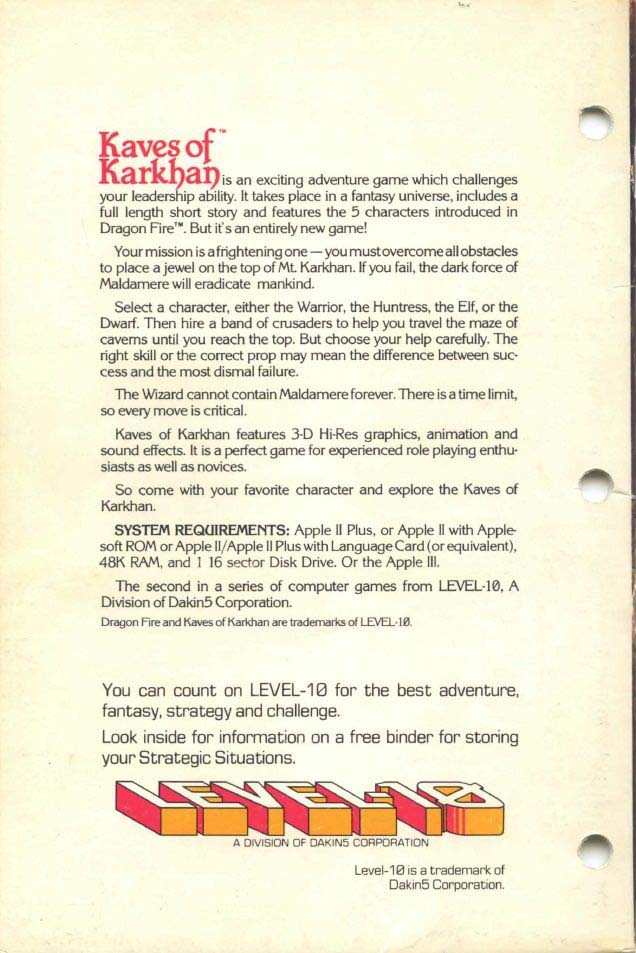 Kaves of™
Karkhan is an exciting adventure game which challenges
your leadership ability. It takes place in a fantasy universe, includes a
full length short story and features the 5 characters introduced in
Dragon Fire™. But it's an entirely new game!
Your mission is a frightening one — you must overcome all obstacles
to place a jewel on the top of Mt. Karkhan. If you fail, the dark force of
Maldamere will eradicate mankind.
Select a character, either the Warrior, the Huntress, the Elf, or the
Dwarf. Then hire a band of crusaders to help you travel the maze of
caverns until you reach the top. But choose your help carefully. The
right skill or the correct prop may mean the difference between suc-
cess and the most dismal failure.
The Wizard cannot contain Maldamere forever. There is a time limit,
so every move is critical.
Kaves of Karkhan features 3-D Hi-Res graphics, animation and
sound effects. It is a perfect game for experienced role playing enthu-
siasts as well as novices.
So come with your favorite character and explore the Kaves of
Karkhan.
SYSTEM REQUIREMENTS: Apple II Plus, or Apple II with Apple-
soft ROM or Apple II/Apple II Plus with Language Card (or equivalent),
48K RAM, and 1 16 sector Disk Drive. Or the Apple III.
The second in a series of computer games from LEVEL-10, A
Division of Dakin5 Corporation.
Dragon Fire and Kaves of Karkhan are trademarks of LEVEL-10.
You can count on LEVEL-10 for the best adventure,
fantasy, strategy and challenge.
Look inside for information on a free binder for storing
your Strategic Situations.
LEVEL-10
A DIVISION OF DAKIN5 CORPORATION
Level-10 is a trademark of
Dakin5 Corporation.